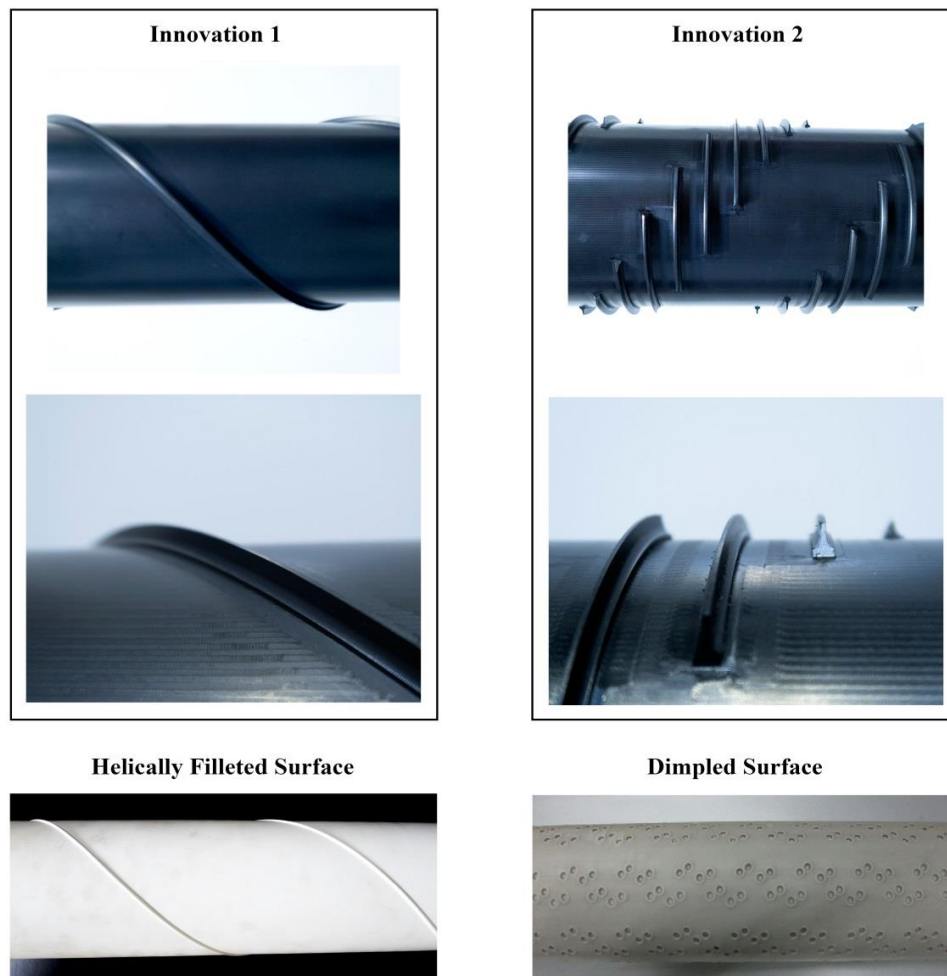 Innovation 1
Innovation 2
Helically Filleted Surface
Dimpled Surface